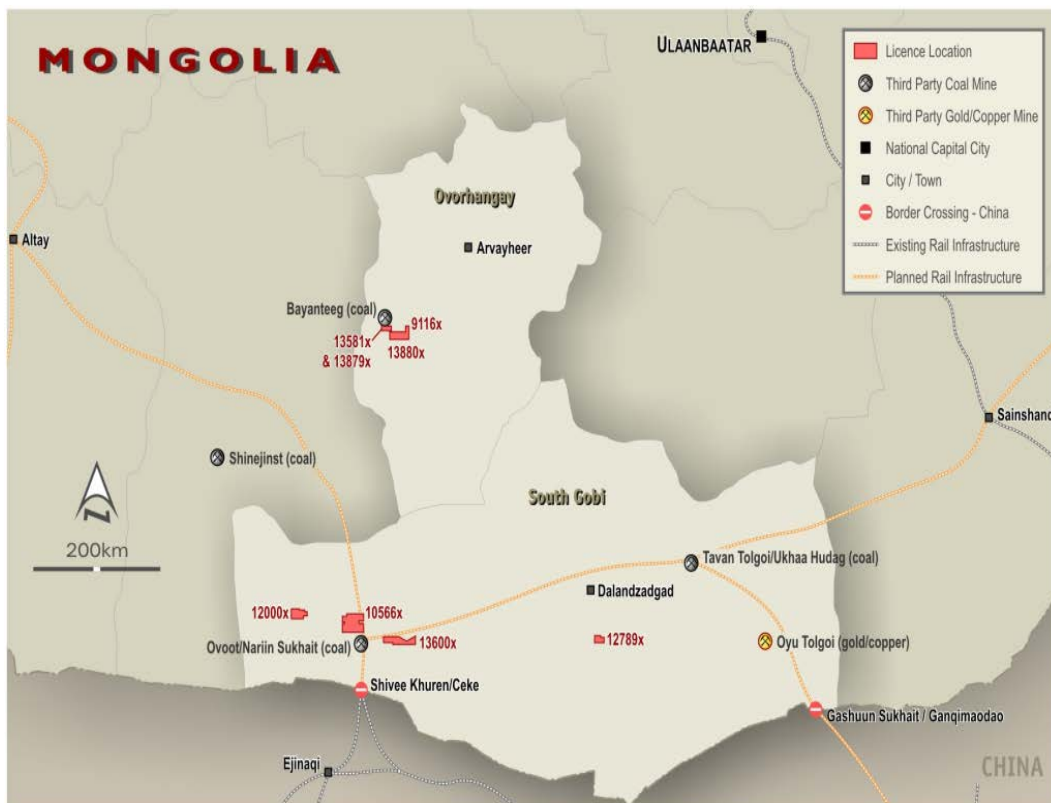 MONGOLIA
ULAANBAATAR
Licence Location
Third Party Coal Mine
Third Party Gold/Copper Mine
National Capital City
City / Town
Border Crossing - China
Existing Rail Infrastructure
Planned Rail Infrastructure
Ovorhangay
Altay
Arvayheer
Bayanteeg (coal)
9116x
13581x
& 13879x
13880x
Sainshand
Shinejinst (coal)
South Gobi
200km
Tavan Tolgoi/Ukhaa Hudag (coal)
Dalandzadgad
12000x
10566x
Ovoot/Nariin Sukhait (coal)
13600x
12789x
Oyu Tolgoi (gold/copper)
Shivee Khuren/Ceke
Gashuun Sukhait / Ganqimaodao
Ejinaqi
CHINA